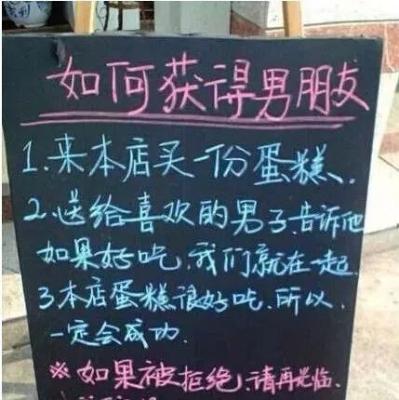 如何获得男朋友
1.来本店买一份蛋糕.
2.送给喜欢的男子.告诉他
如果好吃.我们就在一起.
3.本店蛋糕很好吃.所以.
一定会成功.
※如果被拒绝.请再光临.